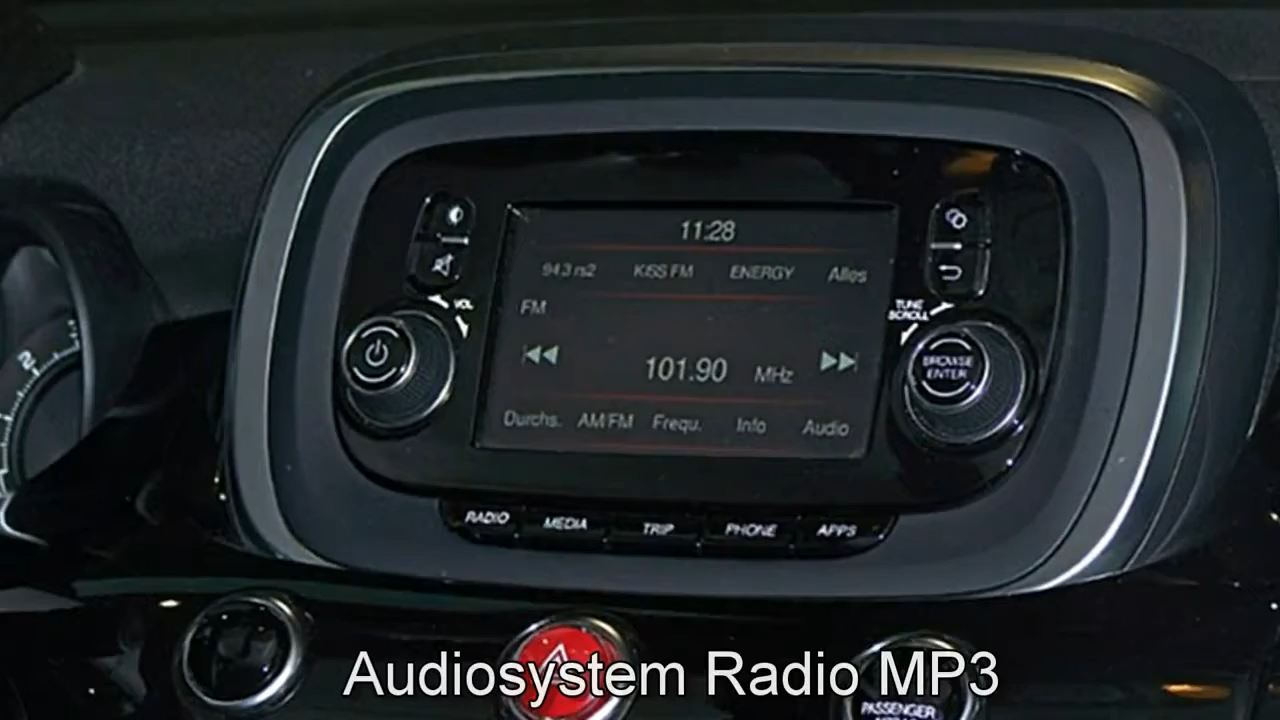 11:28
94.3 rs2 KISS FM ENERGY Alles
FM
VOL
TUNE
SCROLL
101.90 MHz
BROWSE
ENTER
2
Durchs. AM/FM Frequ. Info Audio
RADIO MEDIA TRIP PHONE APPS
Audiosystem Radio MP3
PASSENGER